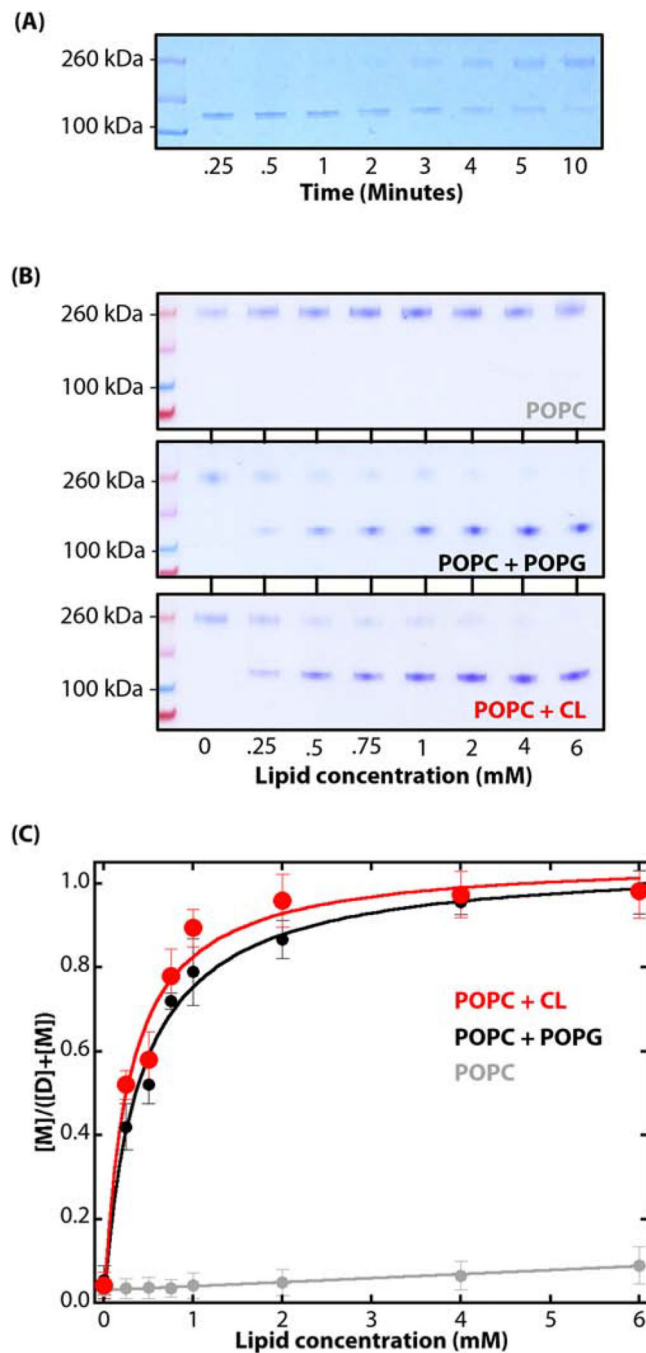 (A)
260 kDa
100 kDa
.25 .5 1 2 3 4 5 10
Time (Minutes)
(B)
260 kDa
100 kDa
POPC
260 kDa
100 kDa
POPC + POPG
260 kDa
100 kDa
POPC + CL
0 .25 .5 .75 1 2 4 6
Lipid concentration (mM)
(C)
1.0
0.8
0.6
0.4
0.2
0.0
[M]/([D]+[M])
POPC + CL
POPC + POPG
POPC
0 1 2 3 4 5 6
Lipid concentration (mM)